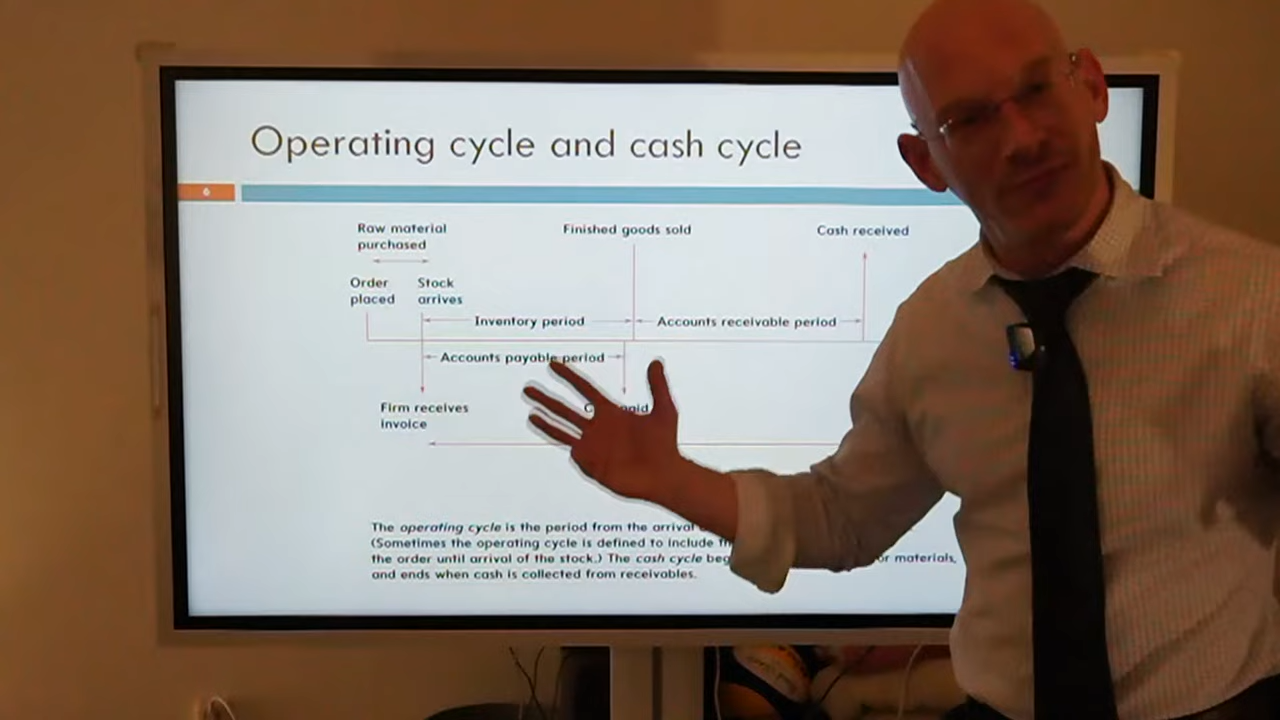 Operating cycle and cash cycle
6
Raw material
purchased
Finished goods sold
Cash received
Order
placed
Stock
arrives
Inventory period
Accounts receivable period
Accounts payable period
Firm receives
invoice
The operating cycle is the period from the arrival
(Sometimes the operating cycle is defined to include
the order until arrival of the stock.) The cash cycle or materials,
and ends when cash is collected from receivables.